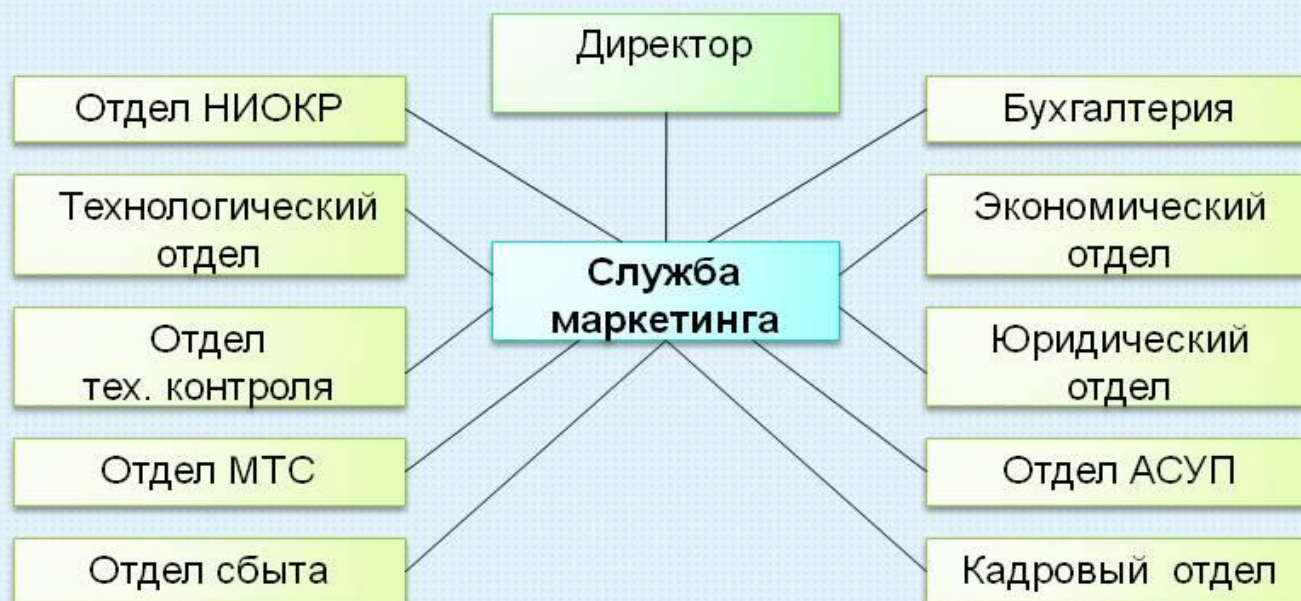 Директор
Отдел НИОКР
Бухгалтерия
Технологический
отдел
Экономический
отдел
Служба
маркетинга
Отдел
тех. контроля
Юридический
отдел
Отдел МТС
Отдел АСУП
Отдел сбыта
Кадровый отдел